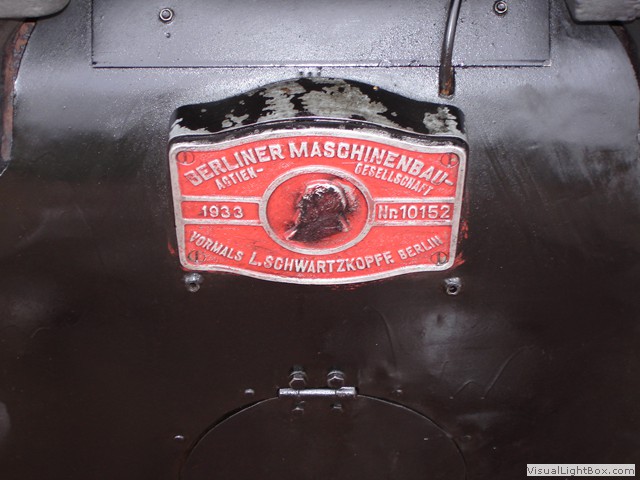 BERLINER MASCHINENBAU-
ACTIEN- GESELLSCHAFT
1933 Nr.10152
VORMALS L. SCHWARTZKOPFF. BERLIN
VisualLightBox.com